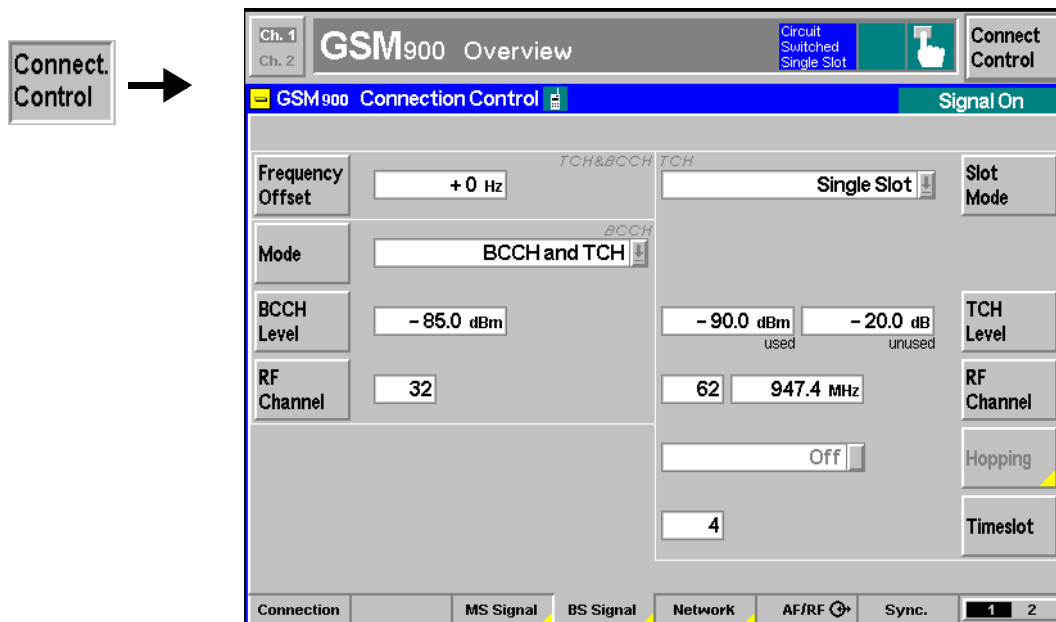 Connect.
Control
Ch. 1
Ch. 2
GSM900 Overview
Circuit
Switched
Single Slot
Connect
Control
GSM900 Connection Control
Signal On
Frequency
Offset
TCH&BCCH
+0 Hz
TCH
Single Slot
Slot
Mode
Mode
BCCH
BCCH and TCH
BCCH
Level
-85.0 dBm
-90.0 dBm
used
-20.0 dB
unused
TCH
Level
RF
Channel
32
62
947.4 MHz
RF
Channel
Off
Hopping
4
Timeslot
Connection
MS Signal
BS Signal
Network
AF/RF
Sync.
1 2